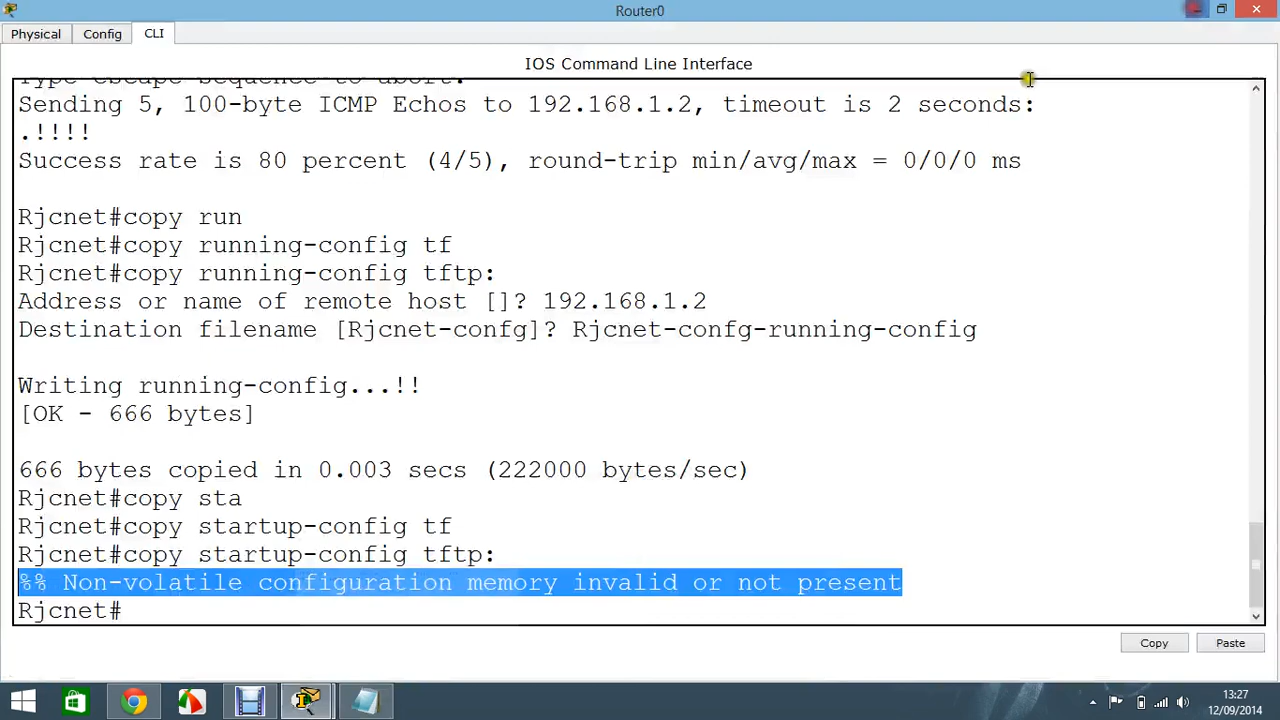 Router0
Physical Config CLI
IOS Command Line Interface
Type escape sequence to abort.
Sending 5, 100-byte ICMP Echos to 192.168.1.2, timeout is 2 seconds:
.!!!!
Success rate is 80 percent (4/5), round-trip min/avg/max = 0/0/0 ms
Rjcnet#copy run
Rjcnet#copy running-config tf
Rjcnet#copy running-config tftp:
Address or name of remote host []? 192.168.1.2
Destination filename [Rjcnet-confg]? Rjcnet-confg-running-config
Writing running-config...!!
[OK - 666 bytes]
666 bytes copied in 0.003 secs (222000 bytes/sec)
Rjcnet#copy sta
Rjcnet#copy startup-config tf
Rjcnet#copy startup-config tftp:
%% Non-volatile configuration memory invalid or not present
Rjcnet#
Copy Paste
13:27
12/09/2014